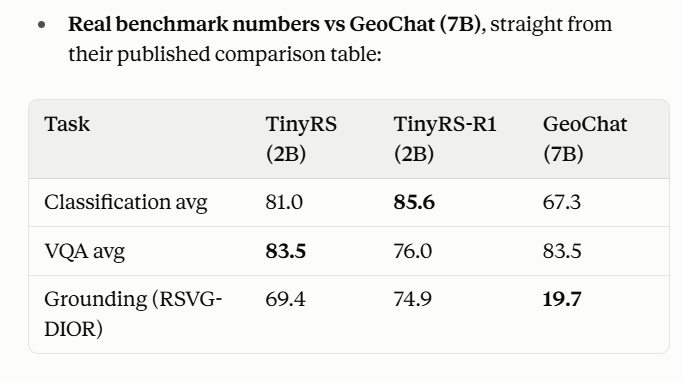 • Real benchmark numbers vs GeoChat (7B), straight from
their published comparison table:
Task TinyRS (2B) TinyRS-R1 (2B) GeoChat (7B)
Classification avg 81.0 85.6 67.3
VQA avg 83.5 76.0 83.5
Grounding (RSVG-DIOR) 69.4 74.9 19.7